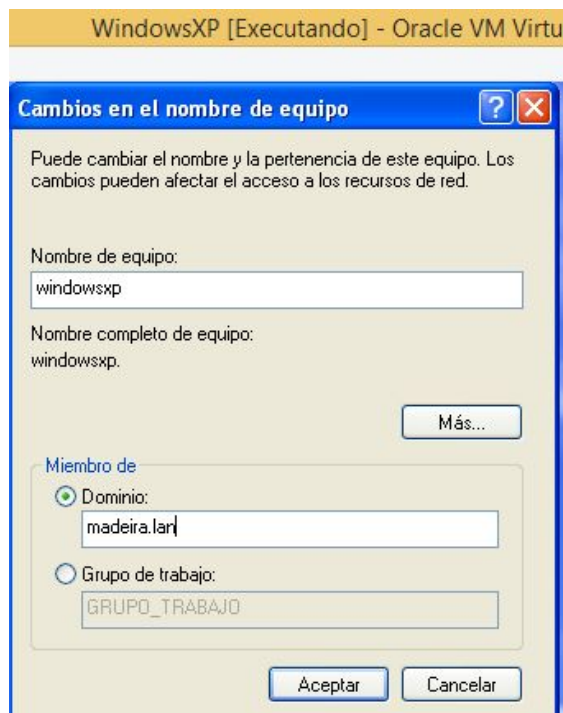 WindowsXP [Executando] - Oracle VM Virtu
Cambios en el nombre de equipo
Puede cambiar el nombre y la pertenencia de este equipo. Los
cambios pueden afectar el acceso a los recursos de red.
Nombre de equipo:
windowsxp
Nombre completo de equipo:
windowsxp.
Más...
Miembro de
Dominio:
madeira.lan
Grupo de trabajo:
GRUPO_TRABAJO
Aceptar
Cancelar